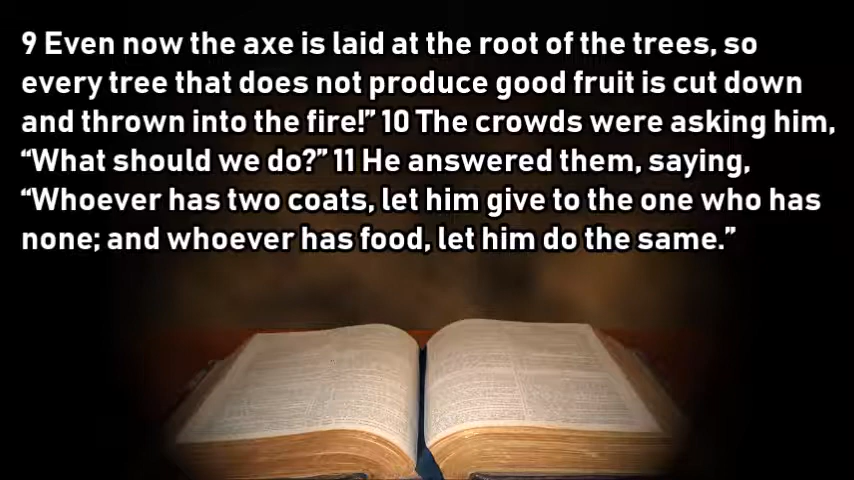 9 Even now the axe is laid at the root of the trees, so
every tree that does not produce good fruit is cut down
and thrown into the fire!” 10 The crowds were asking him,
“What should we do?” 11 He answered them, saying,
“Whoever has two coats, let him give to the one who has
none; and whoever has food, let him do the same.”